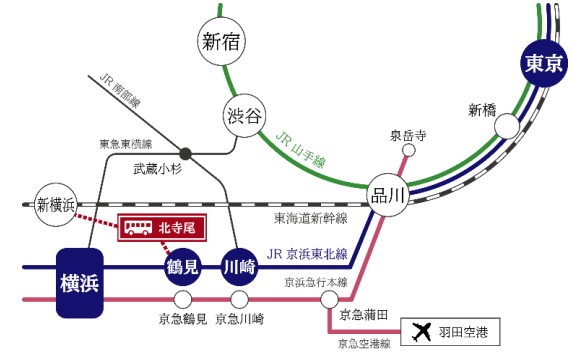 新宿
東京
JR 南部線
渋谷
新橋
東急東横線
JR 山手線
泉岳寺
武蔵小杉
品川
新横浜
東海道新幹線
北寺尾
JR 京浜東北線
横浜
鶴見
川崎
京浜急行本線
京急鶴見
京急川崎
京急蒲田
羽田空港
京急空港線